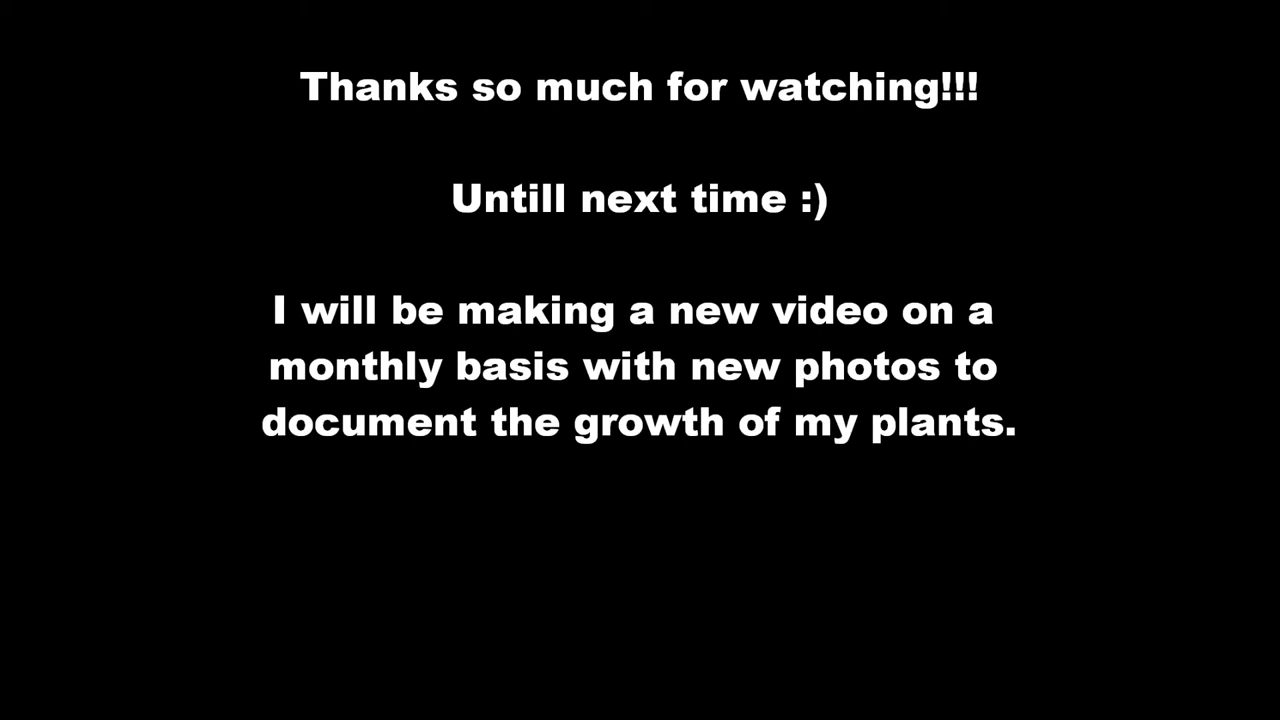 Thanks so much for watching!!!
Untill next time :)
I will be making a new video on a
monthly basis with new photos to
document the growth of my plants.